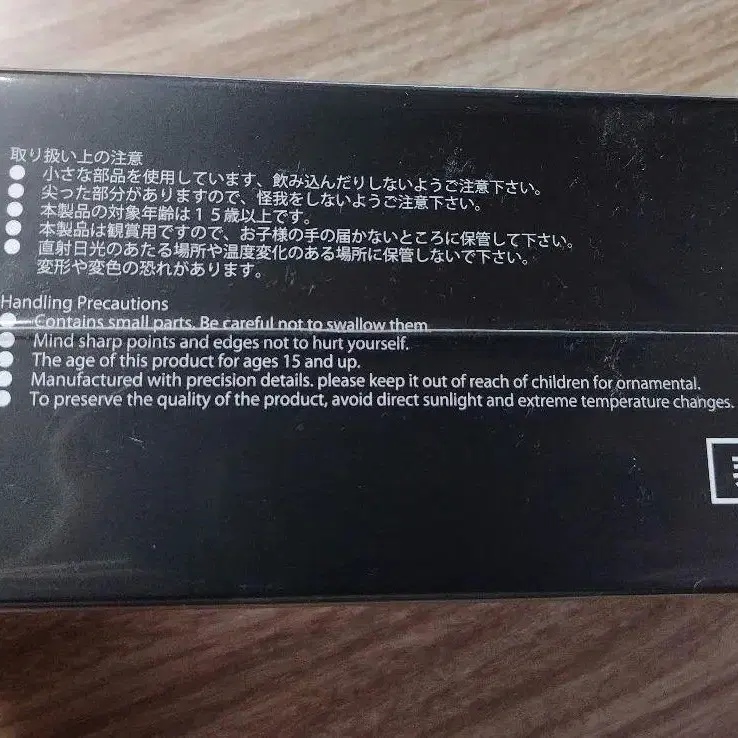 取り扱い上の注意
● 小さな部品を使用しています、飲み込んだりしないようご注意下さい。
● 尖った部分がありますので、怪我をしないようご注意下さい。
● 本製品の対象年齢は１５歳以上です。
● 本製品は観賞用ですので、お子様の手の届かないところに保管して下さい。
● 直射日光のあたる場所や温度変化のある場所に保管しないで下さい。
変形や変色の恐れがあります。
Handling Precautions
● Contains small parts. Be careful not to swallow them
● Mind sharp points and edges not to hurt yourself.
● The age of this product for ages 15 and up.
● Manufactured with precision details. please keep it out of reach of children for ornamental.
● To preserve the quality of the product, avoid direct sunlight and extreme temperature changes.